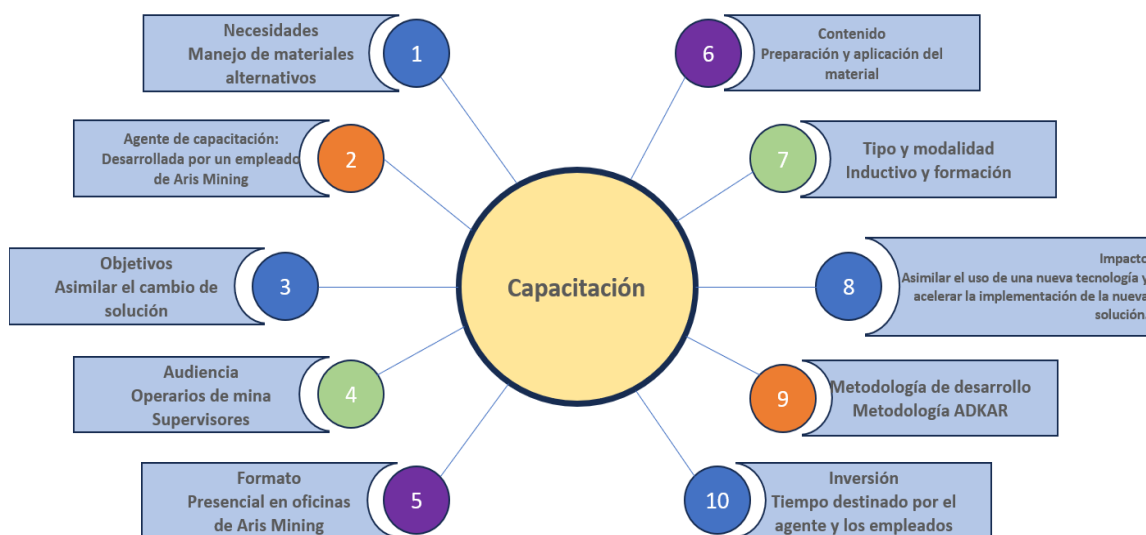 Necesidades
Manejo de materiales
alternativos
1
Agente de capacitación:
Desarrollada por un empleado
de Aris Mining
2
Objetivos
Asimilar el cambio de
solución
3
Audiencia
Operarios de mina
Supervisores
4
Formato
Presencial en oficinas
de Aris Mining
5
Capacitación
6
Contenido
Preparación y aplicación del
material
7
Tipo y modalidad
Inductivo y formación
8
Impacto
Asimilar el uso de una nueva tecnología y
acelerar la implementación de la nueva
solución.
9
Metodología de desarrollo
Metodología ADKAR
10
Inversión
Tiempo destinado por el
agente y los empleados